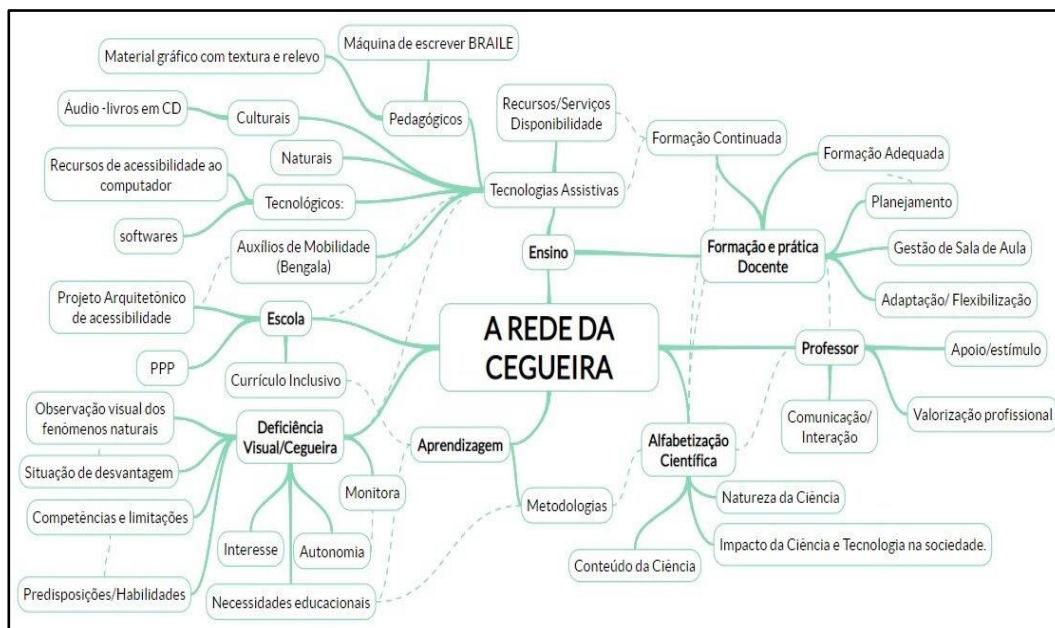 Máquina de escrever BRAILE
Material gráfico com textura e relevo
Áudio -livros em CD
Culturais
Pedagógicos
Recursos/Serviços
Disponibilidade
Formação Continuada
Formação Adequada
Naturais
Recursos de acessibilidade ao
computador
Tecnológicos:
Tecnologias Assistivas
Planejamento
softwares
Auxílios de Mobilidade
(Bengala)
Ensino
Formação e prática
Docente
Gestão de Sala de Aula
Projeto Arquitetônico
de acessibilidade
Escola
Adaptação/ Flexibilização
A REDE DA
CEGUEIRA
Professor
Apoio/estímulo
PPP
Currículo Inclusivo
Observação visual dos
fenômenos naturais
Deficiência
Visual/Cegueira
Aprendizagem
Alfabetização
Científica
Comunicação/
Interação
Valorização profissional
Situação de desvantagem
Monitora
Metodologias
Natureza da Ciência
Competências e limitações
Interesse
Autonomia
Impacto da Ciência e Tecnologia na sociedade.
Conteúdo da Ciência
Predisposições/Habilidades
Necessidades educacionais